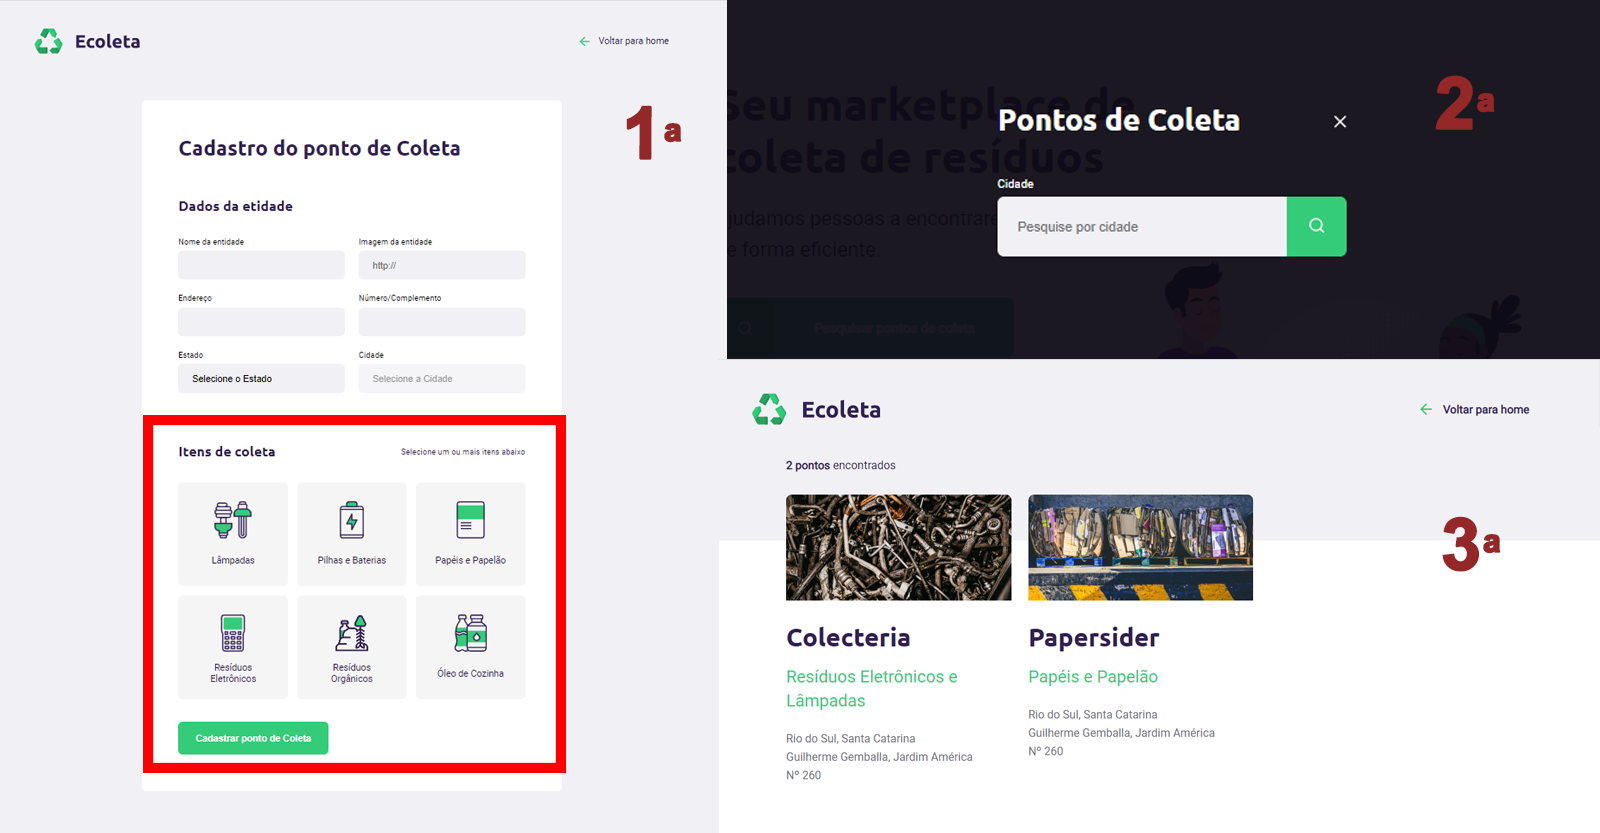 Ecoleta
Voltar para home
1ª
Cadastro do ponto de Coleta
Dados da etidade
Nome da entidade
Imagem da entidade
http://
Endereço
Número/Complemento
Estado
Cidade
Selecione o Estado
Selecione a Cidade
Itens de coleta
Selecione um ou mais itens abaixo
Lâmpadas
Pilhas e Baterias
Papéis e Papelão
Resíduos
Eletrônicos
Resíduos
Orgânicos
Óleo de Cozinha
Cadastrar ponto de Coleta
2ª
Seu marketplace de
coleta de resíduos
Pontos de Coleta
Cidade
Pesquise por cidade
judamos pessoas a encontrare
e forma eficiente.
Pesquisar pontos de coleta
Ecoleta
Voltar para home
2 pontos encontrados
3ª
Colecteria
Resíduos Eletrônicos e
Lâmpadas
Rio do Sul, Santa Catarina
Guilherme Gemballa, Jardim América
Nº 260
Papersider
Papéis e Papelão
Rio do Sul, Santa Catarina
Guilherme Gemballa, Jardim América
Nº 260